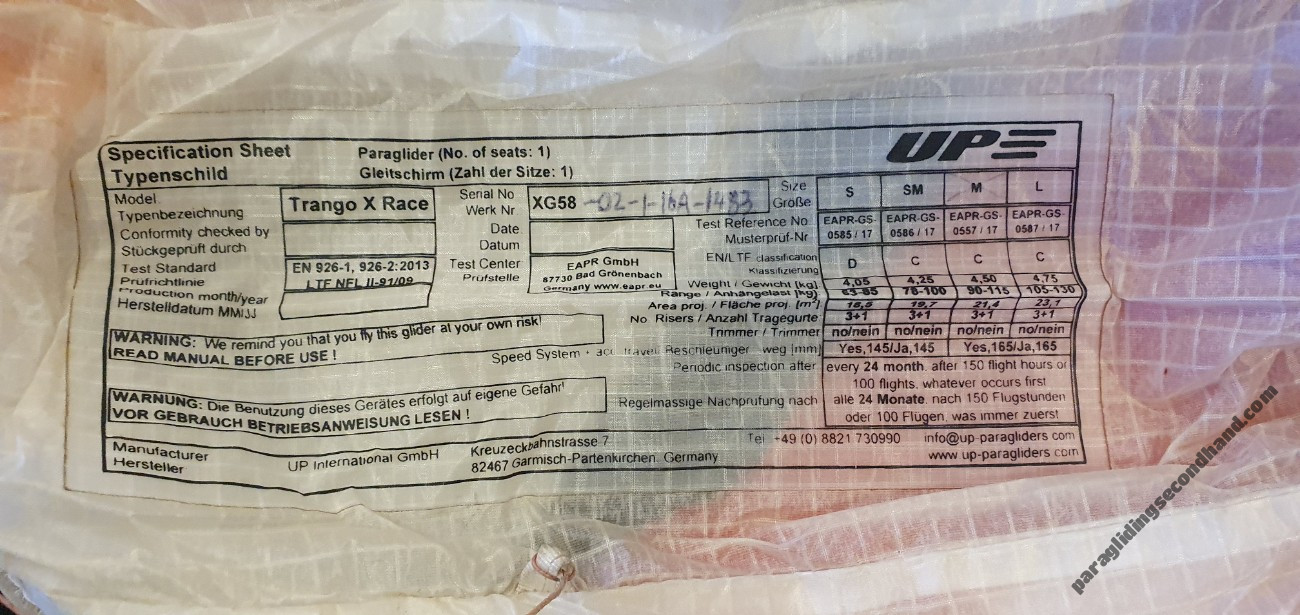 Specification Sheet
Typenschild
Paraglider (No. of seats: 1)
Gleitschirm (Zahl der Sitze: 1)
UP
Model
Typenbezeichnung
Trango X Race
Serial No
Werk Nr
XG58 -02-1-16A-1483
Size
Größe
S SM M L
Conformity checked by
Stückgeprüft durch
Date
Datum
Test Reference No
Musterprüf-Nr
EAPR-GS- EAPR-GS- EAPR-GS- EAPR-GS-
0585 / 17 0586 / 17 0557 / 17 0587 / 17
Test Standard
Prüfrichtlinie
EN 926-1, 926-2:2013
LTF NFL II-91/09
Test Center
Prüfstelle
EAPR GmbH
87730 Bad Grönenbach
Germany www.eapr.eu
EN/LTF classification
Klassifizierung
D C C C
Production month/year
Herstelldatum MM/JJ
Weight / Gewicht [kg] 4,05 4,25 4,50 4,75
Range / Anhängelast [kg] 78-100 90-115 105-130
Area proj. / Fläche proj. [m²] 18,5 19,7 21,4 23,1
No. Risers / Anzahl Tragegurte 3+1 3+1 3+1 3+1
Trimmer / Trimmer no/nein no/nein no/nein no/nein
WARNING: We remind you that you fly this glider at your own risk!
READ MANUAL BEFORE USE !
Speed System - acc travel Beschleuniger weg [mm] Yes,145/Ja,145 Yes,165/Ja,165
Periodic inspection after
every 24 month. after 150 flight hours or
100 flights. whatever occurs first
WARNUNG: Die Benutzung dieses Gerätes erfolgt auf eigene Gefahr!
VOR GEBRAUCH BETRIEBSANWEISUNG LESEN !
Regelmassige Nachprüfung nach
alle 24 Monate. nach 150 Flugstunden
oder 100 Flugen, was immer zuerst
Manufacturer
Hersteller
UP International GmbH
Kreuzeckbahnstrasse 7
82467 Garmisch-Partenkirchen, Germany
Tel +49 (0) 8821 730990 info@up-paragliders com
www up-paragliders com
paraglidingsecondhand.com